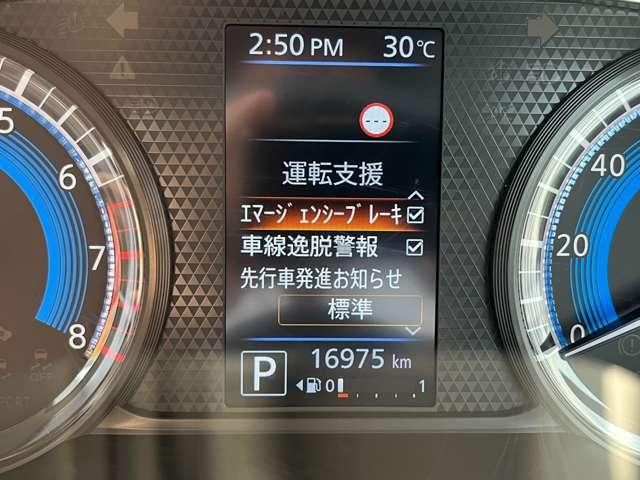 2:50 PM 30℃
---
運転支援
ｴﾏｰｼﾞｪﾝｼｰﾌﾞﾚｰｷ
車線逸脱警報
先行車発進お知らせ
標準
P 16975 km
0 1
5
6
7
8
40
20
0
OFF